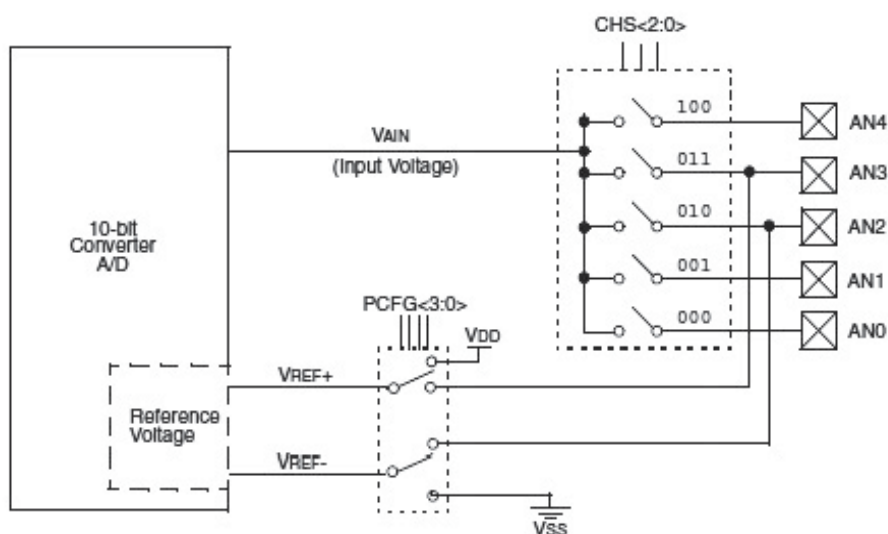 CHS<2:0>
100
AN4
VAIN
(Input Voltage)
011
AN3
010
AN2
10-bit
Converter
A/D
001
AN1
PCFG<3:0>
000
AN0
VDD
VREF+
Reference
Voltage
VREF-
VSS